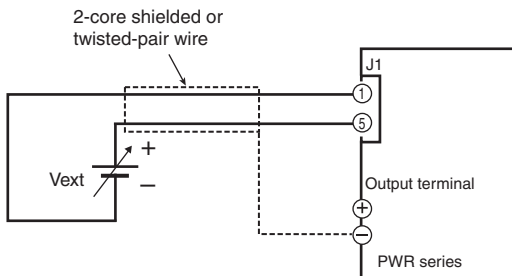 2-core shielded or
twisted-pair wire
J1
1
5
+
Vext
−
Output terminal
+
−
PWR series